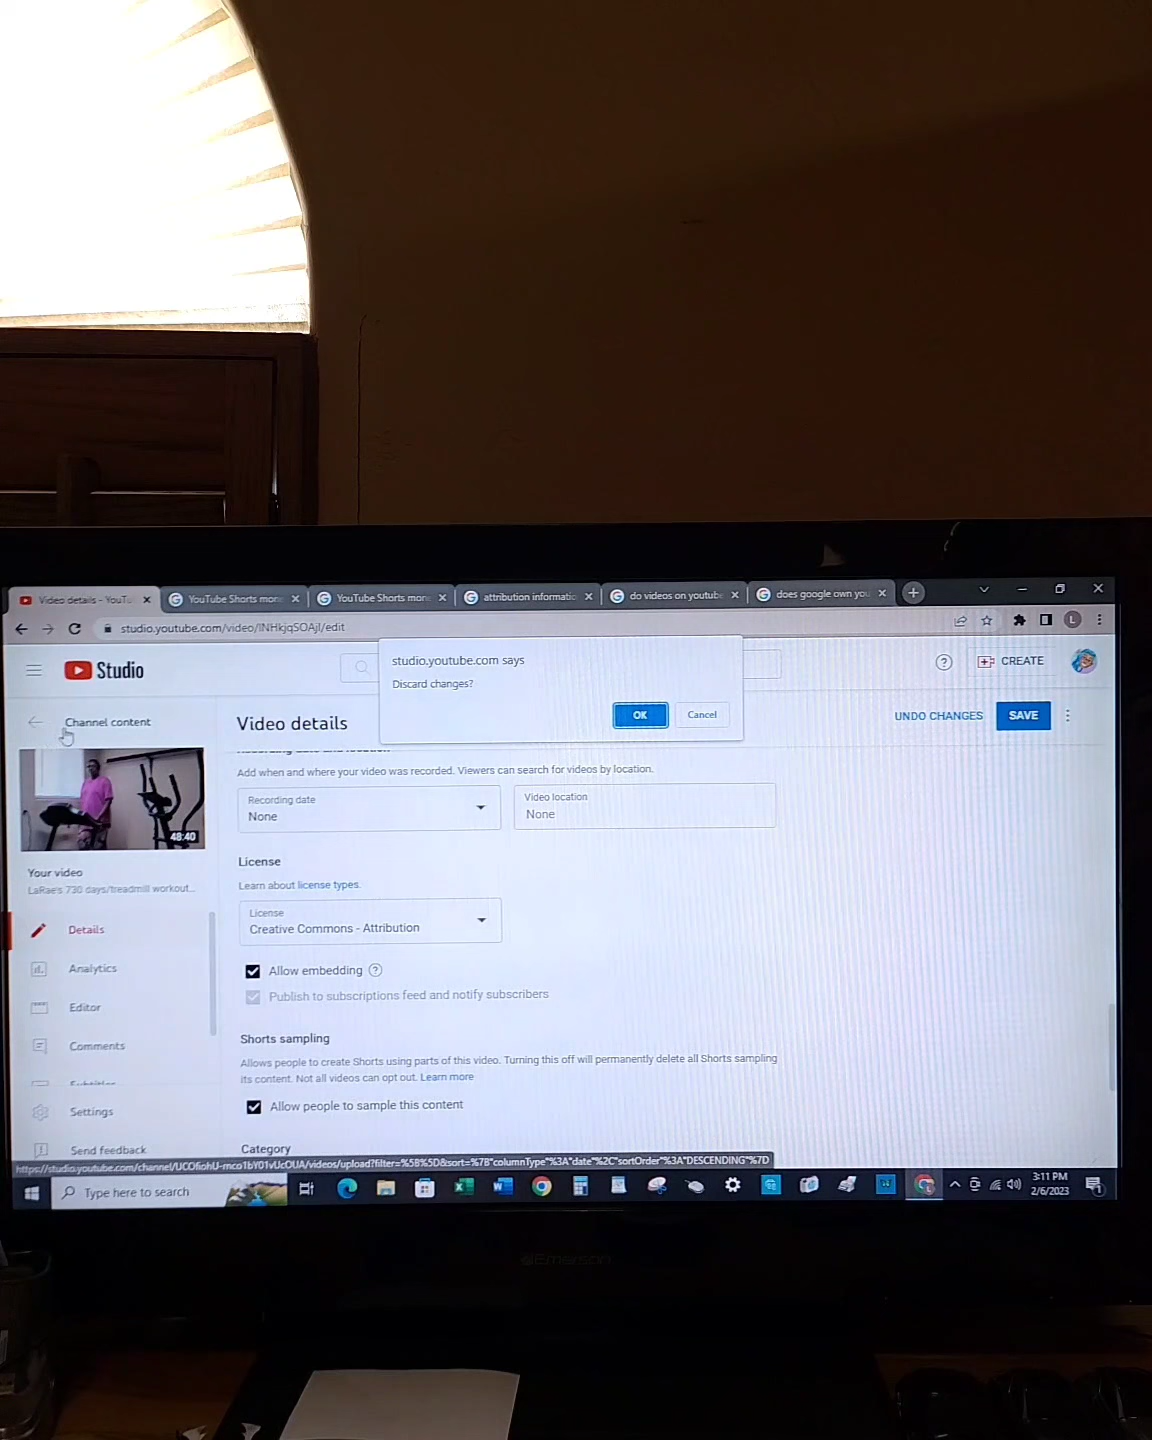 Video details - YouTu
YouTube Shorts mone
YouTube Shorts mon
attribution informatic
do videos on youtube
does google own you
studio.youtube.com/video/
/edit
L
Studio
studio.youtube.com says
Discard changes?
OK
Cancel
CREATE
Channel content
Video details
UNDO CHANGES
SAVE
Add when and where your video was recorded. Viewers can search for videos by location.
Recording date
None
Video location
None
48:40
Your video
LaRae's 730 days/treadmill workout...
License
Learn about license types.
License
Creative Commons - Attribution
Details
Allow embedding
Analytics
Publish to subscriptions feed and notify subscribers
Editor
Shorts sampling
Comments
Allows people to create Shorts using parts of this video. Turning this off will permanently delete all Shorts sampling
its content. Not all videos can opt out. Learn more
Settings
Allow people to sample this content
Send feedback
Category
Type here to search
3:11 PM
2/6/2023
Emerson